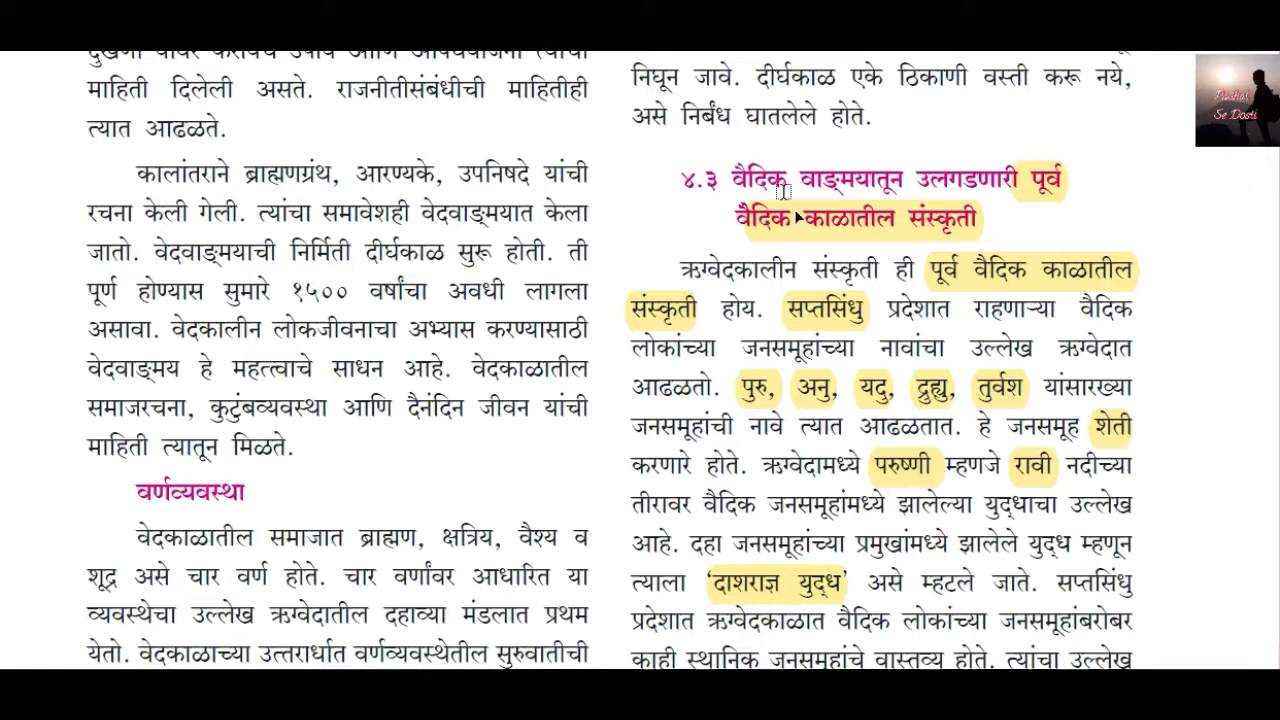 माहिती दिलेली असते. राजनीतीसंबंधीची माहितीही
त्यात आढळते.
कालांतराने ब्राह्मणग्रंथ, आरण्यके, उपनिषदे यांची
रचना केली गेली. त्यांचा समावेशही वेदवाङ्‌मयात केला
जातो. वेदवाङ्‌मयाची निर्मिती दीर्घकाळ सुरू होती. ती
पूर्ण होण्यास सुमारे १५०० वर्षांचा अवधी लागला
असावा. वेदकालीन लोकजीवनाचा अभ्यास करण्यासाठी
वेदवाङ्‌मय हे महत्त्वाचे साधन आहे. वेदकाळातील
समाजरचना, कुटुंबव्यवस्था आणि दैनंदिन जीवन यांची
माहिती त्यातून मिळते.
वर्णव्यवस्था
वेदकाळातील समाजात ब्राह्मण, क्षत्रिय, वैश्य व
शूद्र असे चार वर्ण होते. चार वर्णांवर आधारित या
व्यवस्थेचा उल्लेख ऋग्वेदातील दहाव्या मंडलात प्रथम
येतो. वेदकाळाच्या उत्तरार्धात वर्णव्यवस्थेतील सुरुवातीची
निघून जावे. दीर्घकाळ एके ठिकाणी वस्ती करू नये,
असे निर्बंध घातलेले होते.
४.३ वैदिक वाङ्‌मयातून उलगडणारी पूर्व
वैदिक काळातील संस्कृती
ऋग्वेदकालीन संस्कृती ही पूर्व वैदिक काळातील
संस्कृती होय. सप्तसिंधु प्रदेशात राहणाऱ्या वैदिक
लोकांच्या जनसमूहांच्या नावांचा उल्लेख ऋग्वेदात
आढळतो. पुरु, अनु, यदु, द्रुह्यु, तुर्वश यांसारख्या
जनसमूहांची नावे त्यात आढळतात. हे जनसमूह शेती
करणारे होते. ऋग्वेदामध्ये परुष्णी म्हणजे रावी नदीच्या
तीरावर वैदिक जनसमूहांमध्ये झालेल्या युद्‌धाचा उल्लेख
आहे. दहा जनसमूहांच्या प्रमुखांमध्ये झालेले युद्‌ध म्हणून
त्याला ‘दाशराज्ञ युद्‌ध’ असे म्हटले जाते. सप्तसिंधु
प्रदेशात ऋग्वेदकाळात वैदिक लोकांच्या जनसमूहांबरोबर
काही स्थानिक जनसमूहांचे वास्तव्य होते. त्यांचा उल्लेख
Padhai
Se Dosti